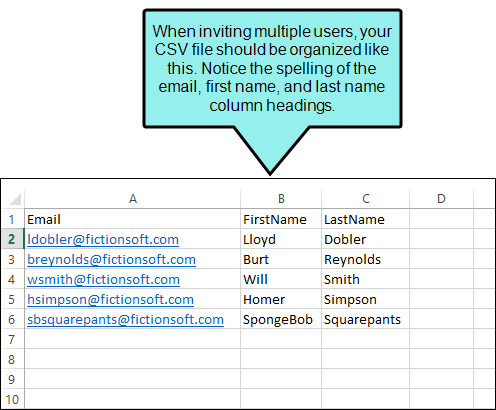 When inviting multiple users, your
CSV file should be organized like
this. Notice the spelling of the
email, first name, and last name
column headings.
A B C D
1 Email FirstName LastName
2 ldobler@fictionsoft.com Lloyd Dobler
3 breynolds@fictionsoft.com Burt Reynolds
4 wsmith@fictionsoft.com Will Smith
5 hsimpson@fictionsoft.com Homer Simpson
6 sbsquarepants@fictionsoft.com SpongeBob Squarepants
7
8
9
10